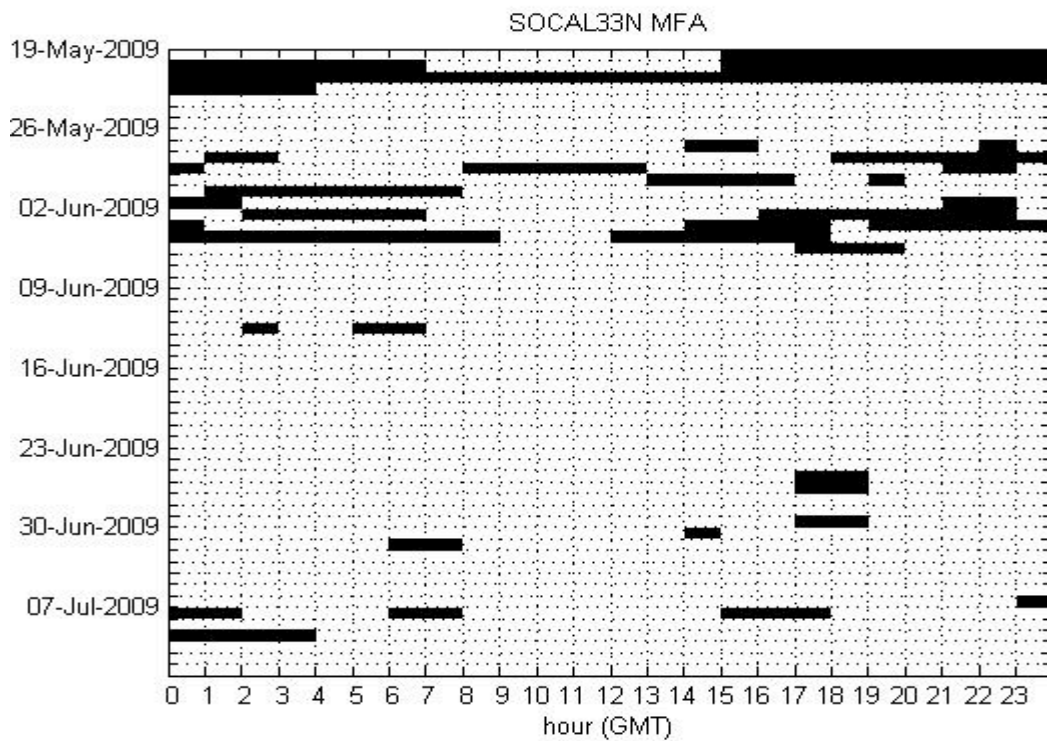 SOCAL33N MFA
19-May-2009
26-May-2009
02-Jun-2009
09-Jun-2009
16-Jun-2009
23-Jun-2009
30-Jun-2009
07-Jul-2009
0 1 2 3 4 5 6 7 8 9 10 11 12 13 14 15 16 17 18 19 20 21 22 23
hour (GMT)